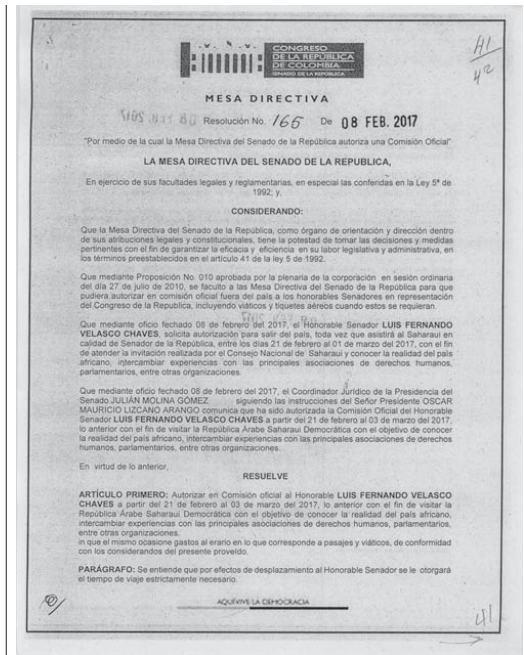 41
42
CONGRESO
DE LA REPÚBLICA
DE COLOMBIA
SENADO DE LA REPÚBLICA
MESA DIRECTIVA
Resolución No. 166 De 08 FEB. 2017
"Por medio de la cual la Mesa Directiva del Senado de la República autoriza una Comisión Oficial"
LA MESA DIRECTIVA DEL SENADO DE LA REPUBLICA,
En ejercicio de sus facultades legales y reglamentarias, en especial las conferidas en la Ley 5ª de
1992; y,
CONSIDERANDO:
Que la Mesa Directiva del Senado de la República, como órgano de orientación y dirección dentro
de sus atribuciones legales y constitucionales, tiene la potestad de tomar las decisiones y medidas
pertinentes con el fin de garantizar la eficacia y eficiencia en su labor legislativa y administrativa, en
los términos preestablecidos en el artículo 41 de la ley 5 de 1992.
Que mediante Proposición No. 010 aprobada por la plenaria de la corporación en sesión ordinaria
del día 27 de julio de 2010, se faculto a las Mesa Directiva del Senado de la República para que
pudiera autorizar en comisión oficial fuera del país a los honorables Senadores en representación
del Congreso de la Republica, incluyendo viáticos y tiquetes aéreos cuando estos se requieran.
Que mediante oficio fechado 08 de febrero del 2017, el Honorable Senador LUIS FERNANDO
VELASCO CHAVES, solicita autorización para salir del país, toda vez que asistirá al Saharaui en
calidad de Senador de la República, entre los días 21 de febrero al 01 de marzo del 2017, con el fin
de atender la invitación realizada por el Consejo Nacional de Saharaui y conocer la realidad del país
africano, intercambiar experiencias con las principales asociaciones de derechos humanos,
parlamentarios, entre otras organizaciones.
Que mediante oficio fechado 08 de febrero del 2017, el Coordinador Jurídico de la Presidencia del
Senado JULIÁN MOLINA GÓMEZ siguiendo las instrucciones del Señor Presidente OSCAR
MAURICIO LIZCANO ARANGO comunica que ha sido autorizada la Comisión Oficial del Honorable
Senador LUIS FERNANDO VELASCO CHAVES a partir del 21 de febrero al 03 de marzo del 2017,
lo anterior con el fin de visitar la República Árabe Saharaui Democrática con el objetivo de conocer
la realidad del país africano, intercambiar experiencias con las principales asociaciones de derechos
humanos, parlamentarios, entre otras organizaciones.
En virtud de lo anterior,
RESUELVE
ARTÍCULO PRIMERO: Autorizar en Comisión oficial al Honorable LUIS FERNANDO VELASCO
CHAVES a partir del 21 de febrero al 03 de marzo del 2017, lo anterior con el fin de visitar la
República Árabe Saharaui Democrática con el objetivo de conocer la realidad del país africano,
intercambiar experiencias con las principales asociaciones de derechos humanos, parlamentarios,
entre otras organizaciones.
in que el mismo ocasione gastos al erario en lo que corresponde a pasajes y viáticos, de conformidad
con los considerandos del presente proveído.
PARÁGRAFO: Se entiende que por efectos de desplazamiento al Honorable Senador se le otorgará
el tiempo de viaje estrictamente necesario.
AQUÍ VIVE LA DEMOCRACIA
41